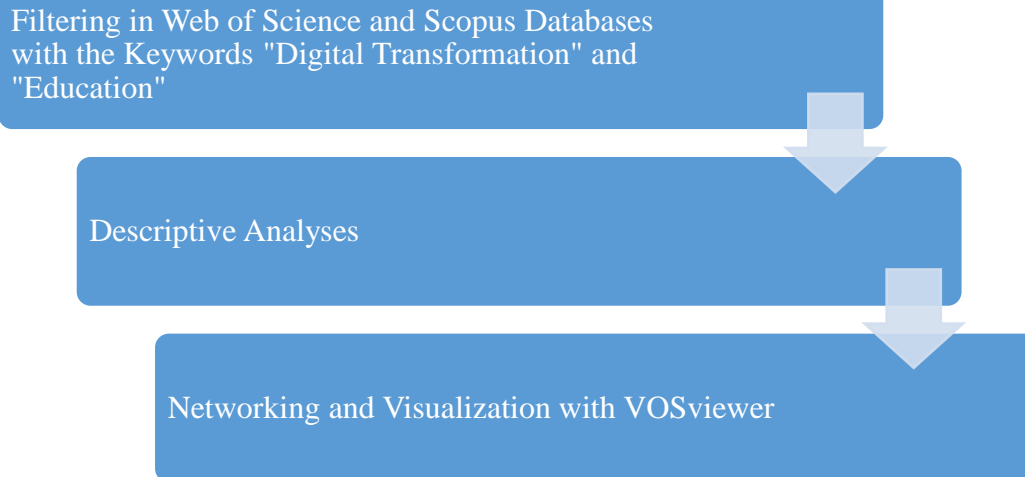 Filtering in Web of Science and Scopus Databases
with the Keywords "Digital Transformation" and
"Education"
Descriptive Analyses
Networking and Visualization with VOSviewer